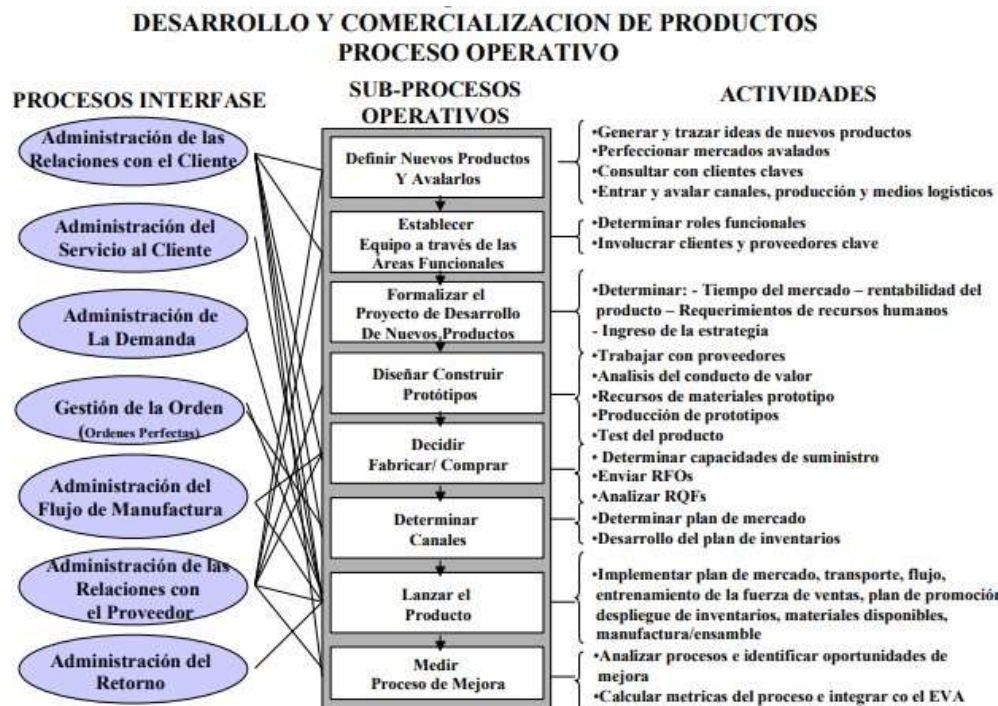 DESARROLLO Y COMERCIALIZACION DE PRODUCTOS
PROCESO OPERATIVO
PROCESOS INTERFASE
Administración de las
Relaciones con el Cliente
Administración del
Servicio al Cliente
Administración de
La Demanda
Gestión de la Orden
(Ordenes Perfectas)
Administración del
Flujo de Manufactura
Administración de las
Relaciones con
el Proveedor
Administración del
Retorno
SUB-PROCESOS
OPERATIVOS
Definir Nuevos Productos
Y Avalarlos
Establecer
Equipo a través de las
Áreas Funcionales
Formalizar el
Proyecto de Desarrollo
De Nuevos Productos
Diseñar Construir
Protótipos
Decidir
Fabricar/ Comprar
Determinar
Canales
Lanzar el
Producto
Medir
Proceso de Mejora
ACTIVIDADES
•Generar y trazar ideas de nuevos productos
•Perfeccionar mercados avalados
•Consultar con clientes claves
•Entrar y avalar canales, producción y medios logísticos
•Determinar roles funcionales
•Involucrar clientes y proveedores clave
•Determinar: - Tiempo del mercado – rentabilidad del
producto – Requerimientos de recursos humanos
- Ingreso de la estrategia
•Trabajar con proveedores
•Analisis del conducto de valor
•Recursos de materiales prototipo
•Producción de prototipos
•Test del producto
• Determinar capacidades de suministro
•Enviar RFOs
•Analizar RQFs
•Determinar plan de mercado
•Desarrollo del plan de inventarios
•Implementar plan de mercado, transporte, flujo,
entrenamiento de la fuerza de ventas, plan de promoción
despliegue de inventarios, materiales disponibles,
manufactura/ensamble
•Analizar procesos e identificar oportunidades de
mejora
•Calcular metricas del proceso e integrar co el EVA